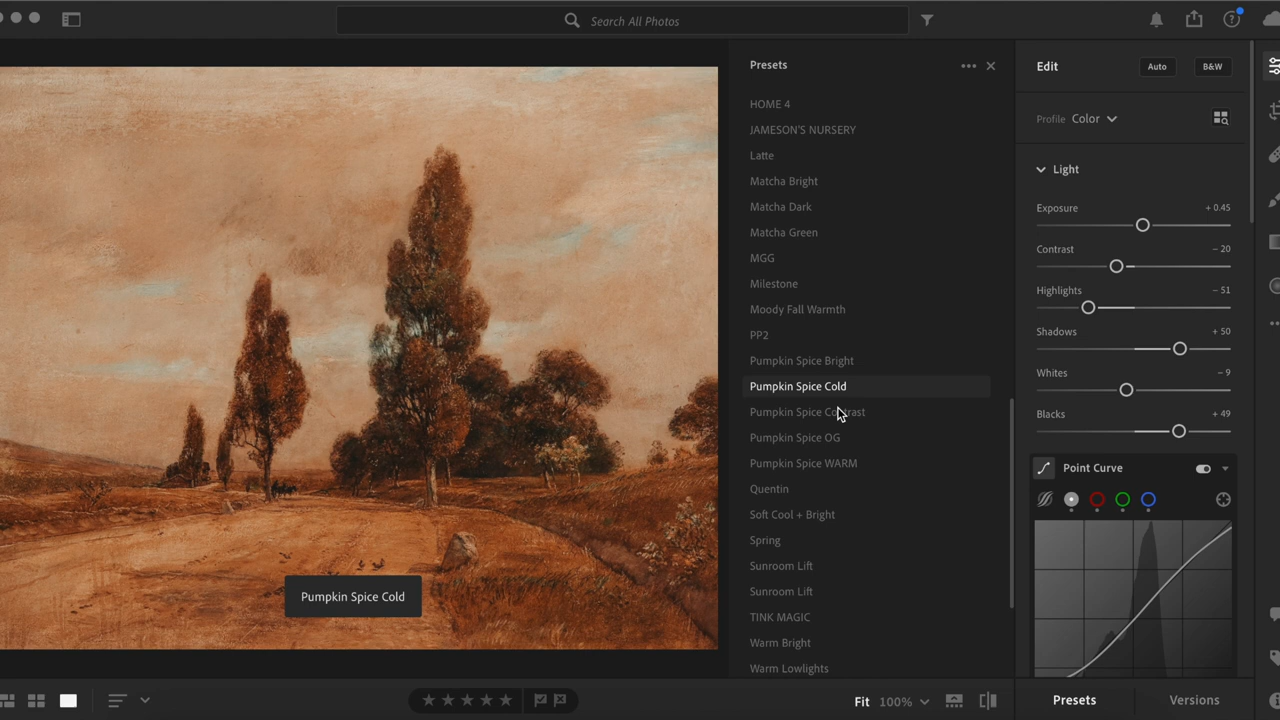 Search All Photos
Presets
HOME 4
JAMESON'S NURSERY
Latte
Matcha Bright
Matcha Dark
Matcha Green
MGG
Milestone
Moody Fall Warmth
PP2
Pumpkin Spice Bright
Pumpkin Spice Cold
Pumpkin Spice Contrast
Pumpkin Spice OG
Pumpkin Spice WARM
Quentin
Soft Cool + Bright
Spring
Sunroom Lift
Sunroom Lift
TINK MAGIC
Warm Bright
Warm Lowlights
Edit Auto B&W
Profile Color
Light
Exposure + 0.45
Contrast − 20
Highlights − 51
Shadows + 50
Whites − 9
Blacks + 49
Point Curve
Pumpkin Spice Cold
Fit 100%
Presets Versions